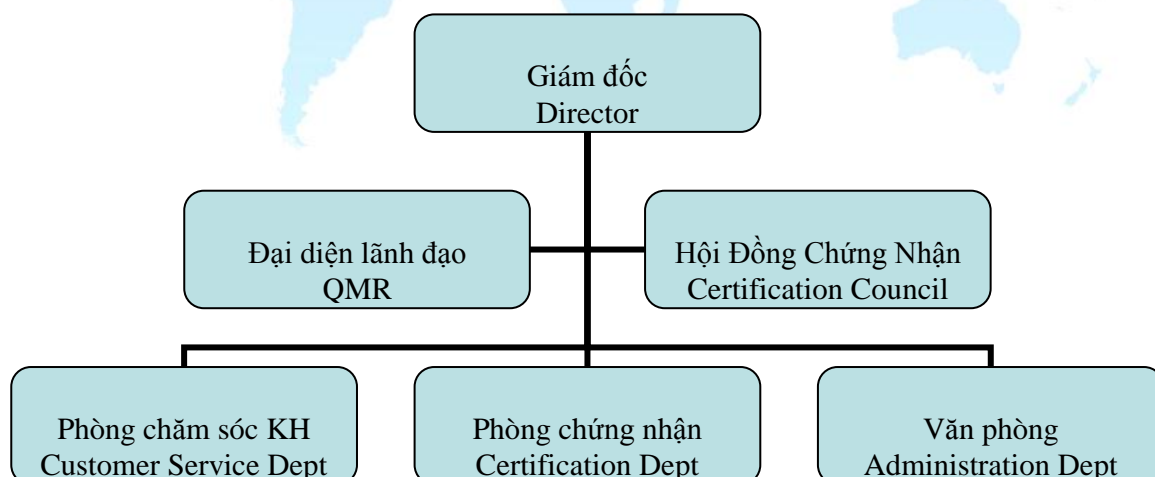 Giám đốc
Director
Đại diện lãnh đạo
QMR
Hội Đồng Chứng Nhận
Certification Council
Phòng chăm sóc KH
Customer Service Dept
Phòng chứng nhận
Certification Dept
Văn phòng
Administration Dept